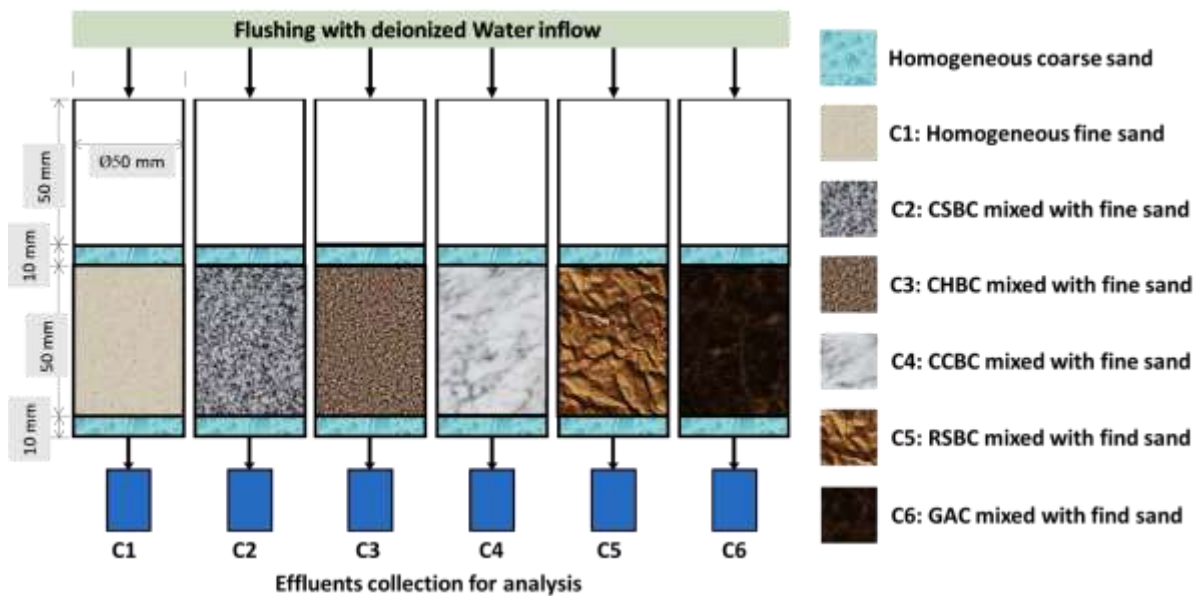 Flushing with deionized Water inflow
Ø50 mm
50 mm
10 mm
50 mm
10 mm
C1
C2
C3
C4
C5
C6
Effluents collection for analysis
Homogeneous coarse sand
C1: Homogeneous fine sand
C2: CSBC mixed with fine sand
C3: CHBC mixed with fine sand
C4: CCBC mixed with fine sand
C5: RSBC mixed with find sand
C6: GAC mixed with find sand